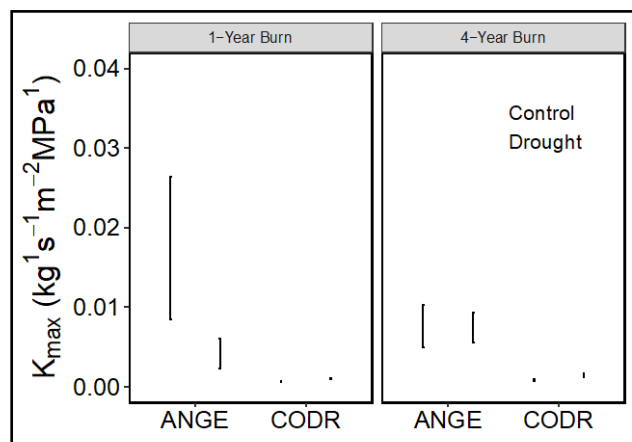 1−Year Burn
4−Year Burn
0.04
0.03
0.02
0.01
0.00
Kmax (kg¹s⁻¹m⁻²MPa¹)
Control
Drought
ANGE CODR
ANGE CODR